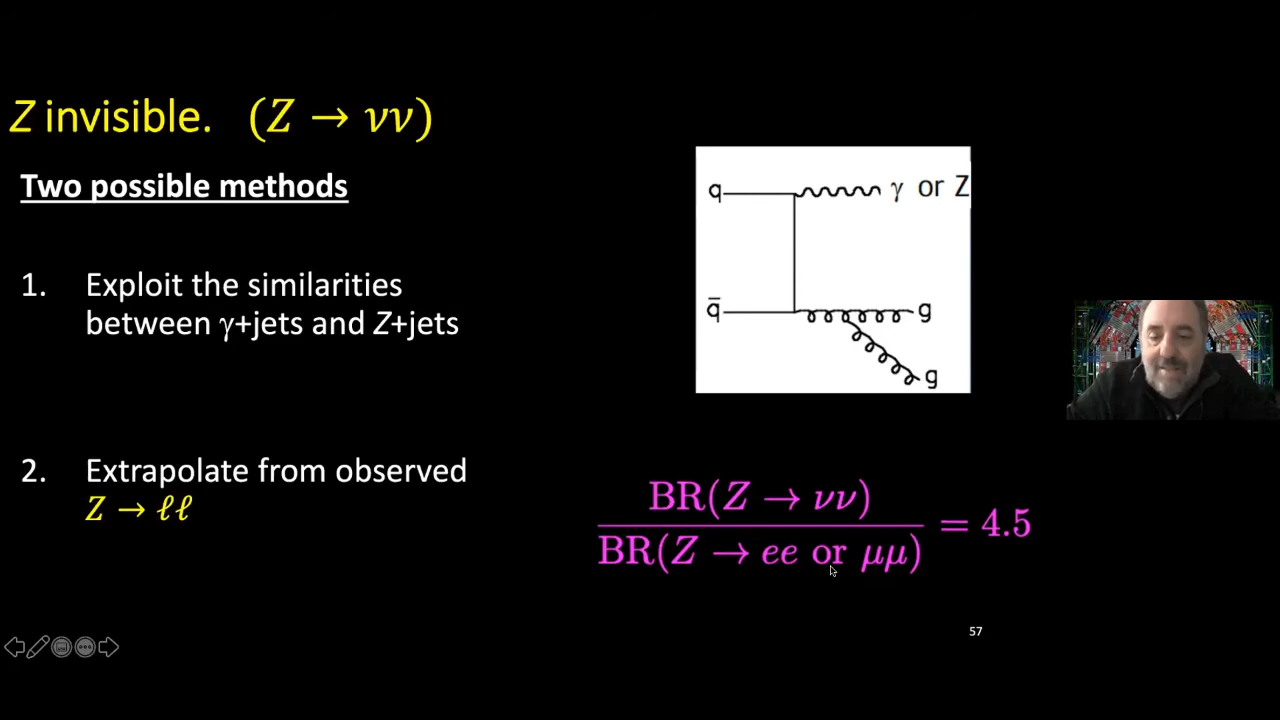 Z invisible. (Z → νν)
Two possible methods
1. Exploit the similarities
between γ+jets and Z+jets
q γ or Z
q̄ g
g
2. Extrapolate from observed
Z → ℓℓ
BR(Z → νν)
= 4.5
BR(Z → ee or μμ)
57